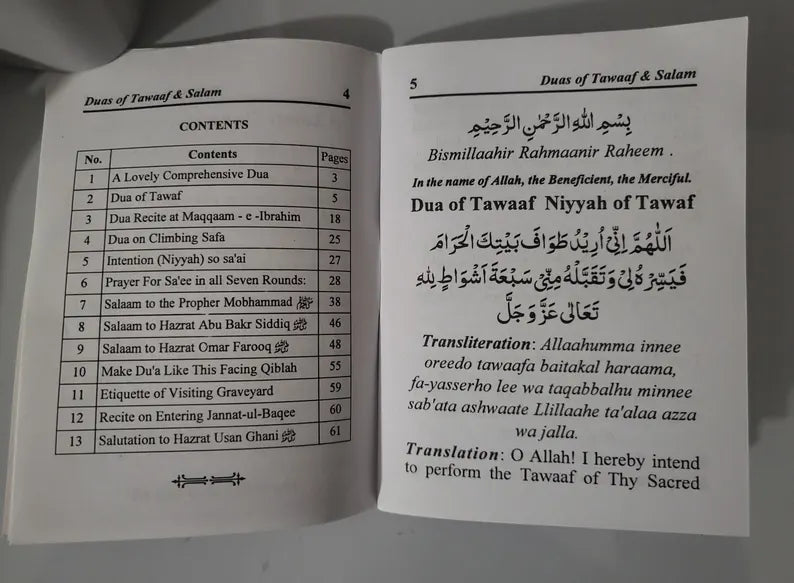 Duas of Tawaaf & Salam 4
CONTENTS
No. Contents Pages
1 A Lovely Comprehensive Dua 3
2 Dua of Tawaf 5
3 Dua Recite at Maqqaam - e -Ibrahim 18
4 Dua on Climbing Safa 25
5 Intention (Niyyah) so sa'ai 27
6 Prayer For Sa'ee in all Seven Rounds: 28
7 Salaam to the Propher Mobhammad ﷺ 38
8 Salaam to Hazrat Abu Bakr Siddiq 46
9 Salaam to Hazrat Omar Farooq 48
10 Make Du'a Like This Facing Qiblah 55
11 Etiquette of Visiting Graveyard 59
12 Recite on Entering Jannat-ul-Baqee 60
13 Salutation to Hazrat Usan Ghani 61
5 Duas of Tawaaf & Salam
بِسْمِ اللهِ الرَّحْمٰنِ الرَّحِيْمِ
Bismillaahir Rahmaanir Raheem .
In the name of Allah, the Beneficient, the Merciful.
Dua of Tawaaf Niyyah of Tawaf
اَللّٰهُمَّ اِنِّىْ اُرِيْدُ طَوَافَ بَيْتِكَ الْحَرَامِ
فَيَسِّرْهُ لِىْ وَتَقَبَّلْهُ مِنِّىْ سَبْعَةَ اَشْوَاطٍ لِلّٰهِ
تَعَالٰى عَزَّ وَجَلَّ
Transliteration: Allaahumma innee
oreedo tawaafa baitakal haraama,
fa-yasserho lee wa taqabbalhu minnee
sab'ata ashwaate Llillaahe ta'alaa azza
wa jalla.
Translation: O Allah! I hereby intend
to perform the Tawaaf of Thy Sacred